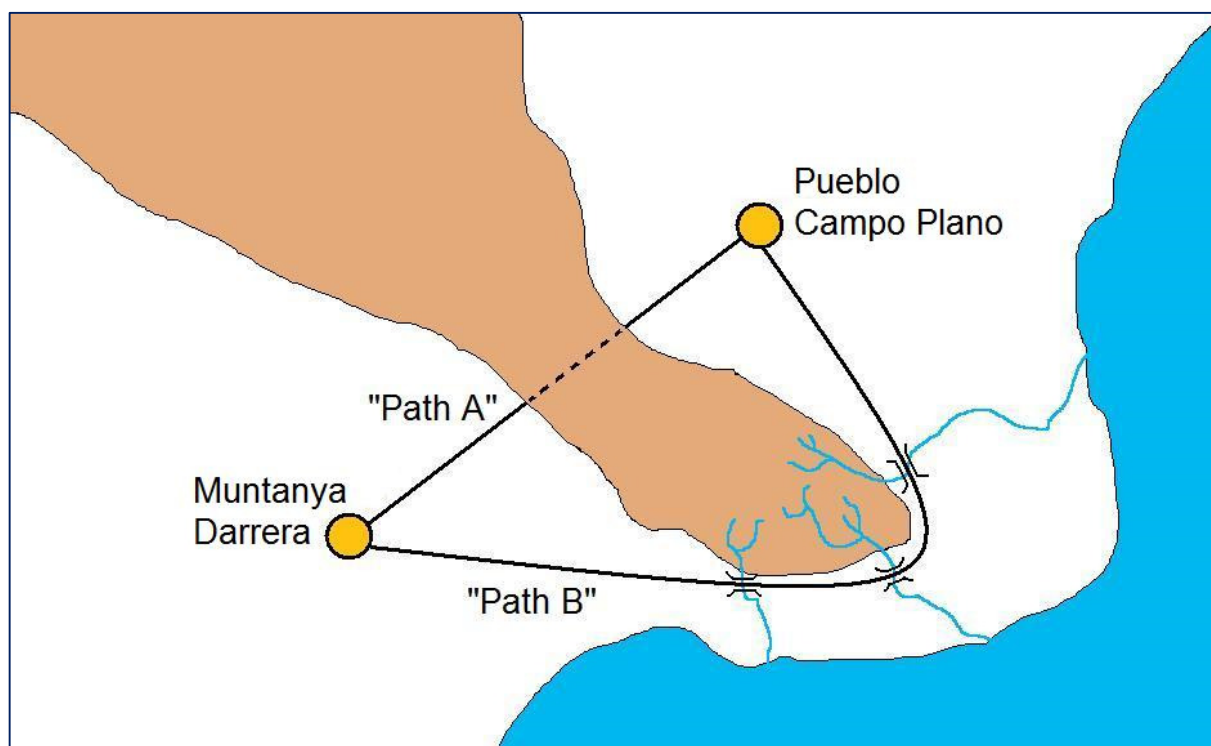 Pueblo
Campo Plano
"Path A"
Muntanya
Darrera
"Path B"